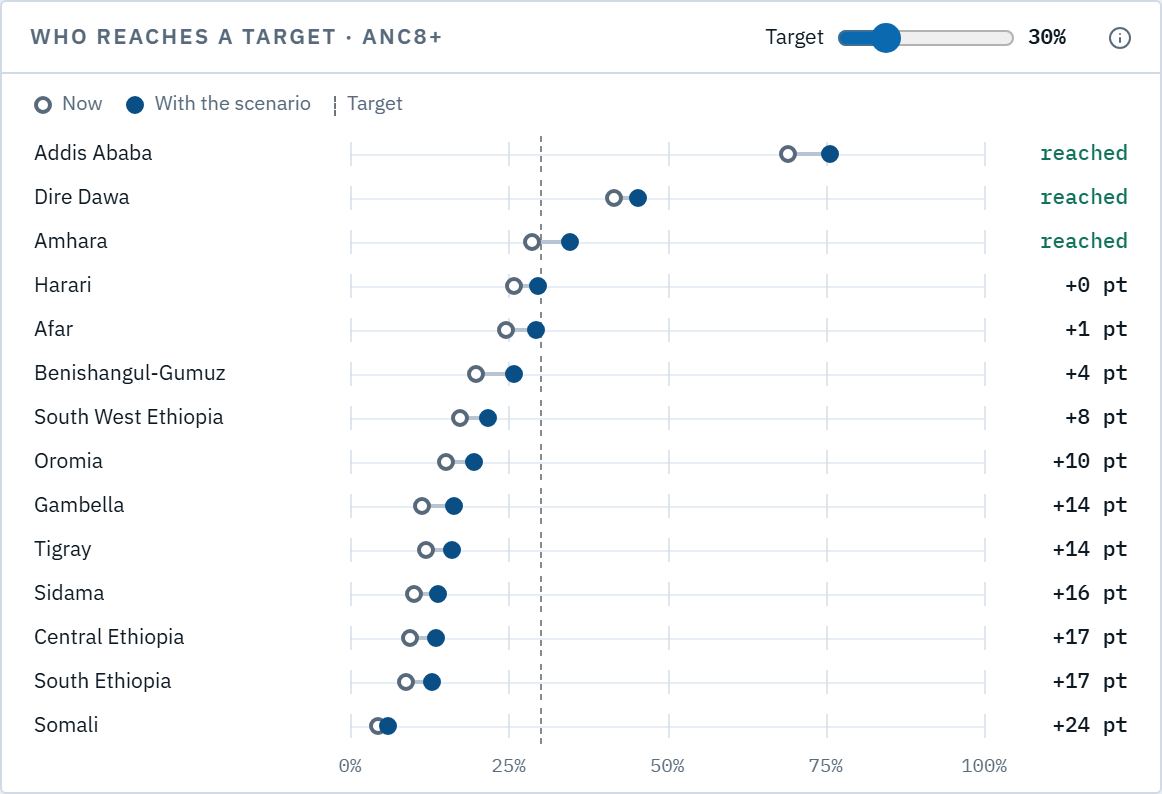 WHO REACHES A TARGET · ANC8+ Target 30%
Now With the scenario Target
Addis Ababa reached
Dire Dawa reached
Amhara reached
Harari +0 pt
Afar +1 pt
Benishangul-Gumuz +4 pt
South West Ethiopia +8 pt
Oromia +10 pt
Gambella +14 pt
Tigray +14 pt
Sidama +16 pt
Central Ethiopia +17 pt
South Ethiopia +17 pt
Somali +24 pt
0% 25% 50% 75% 100%